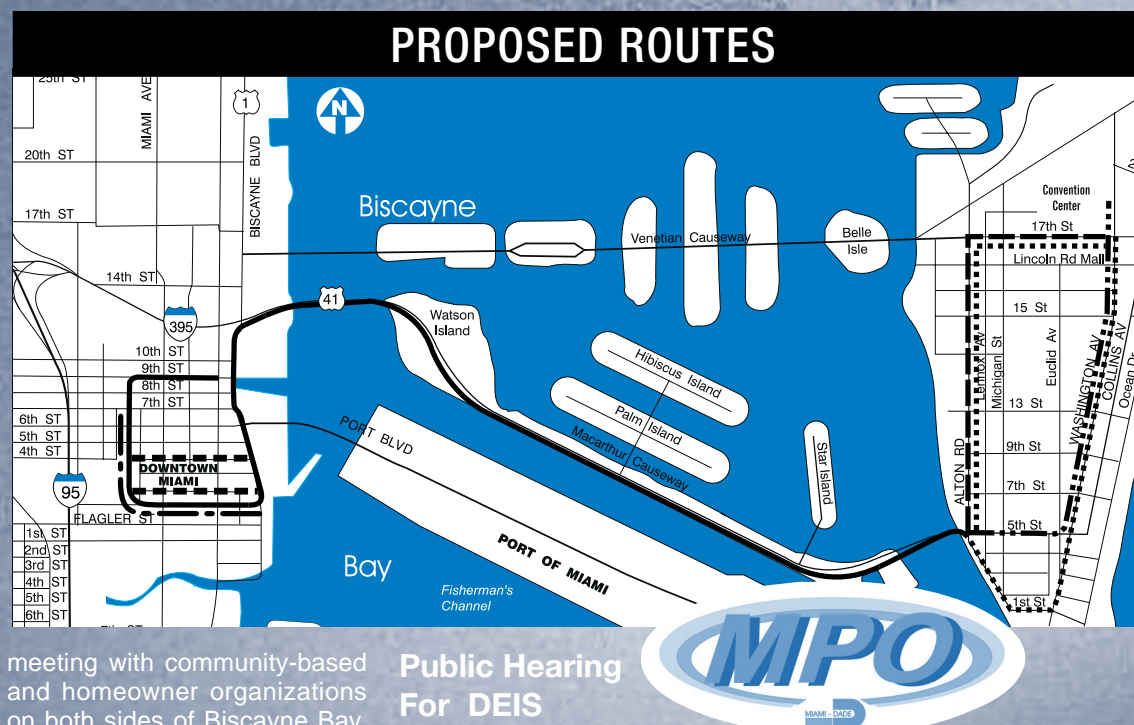 PROPOSED ROUTES
25th ST
MIAMI AVE
1
N
BISCAYNE BLVD
20th ST
17th ST
14th ST
395
41
10th ST
9th ST
8th ST
7th ST
6th ST
5th ST
4th ST
95
DOWNTOWN
MIAMI
FLAGLER ST
1st ST
2nd ST
3rd ST
4th ST
5th ST
6th ST
Biscayne
Bay
Venetian Causeway
Belle
Isle
Watson
Island
Hibiscus Island
Palm Island
Macarthur Causeway
Star Island
PORT BLVD
PORT OF MIAMI
Fisherman's
Channel
Convention
Center
17th St
Lincoln Rd Mall
15 St
Lennox Av
Michigan St
Euclid Av
WASHINGTON AV
COLLINS AV
Ocean Dr
13 St
ALTON RD
9th St
7th St
5th St
1st St
meeting with community-based
and homeowner organizations
on both sides of Biscayne Bay
Public Hearing
For DEIS
MPO
MIAMI - DADE